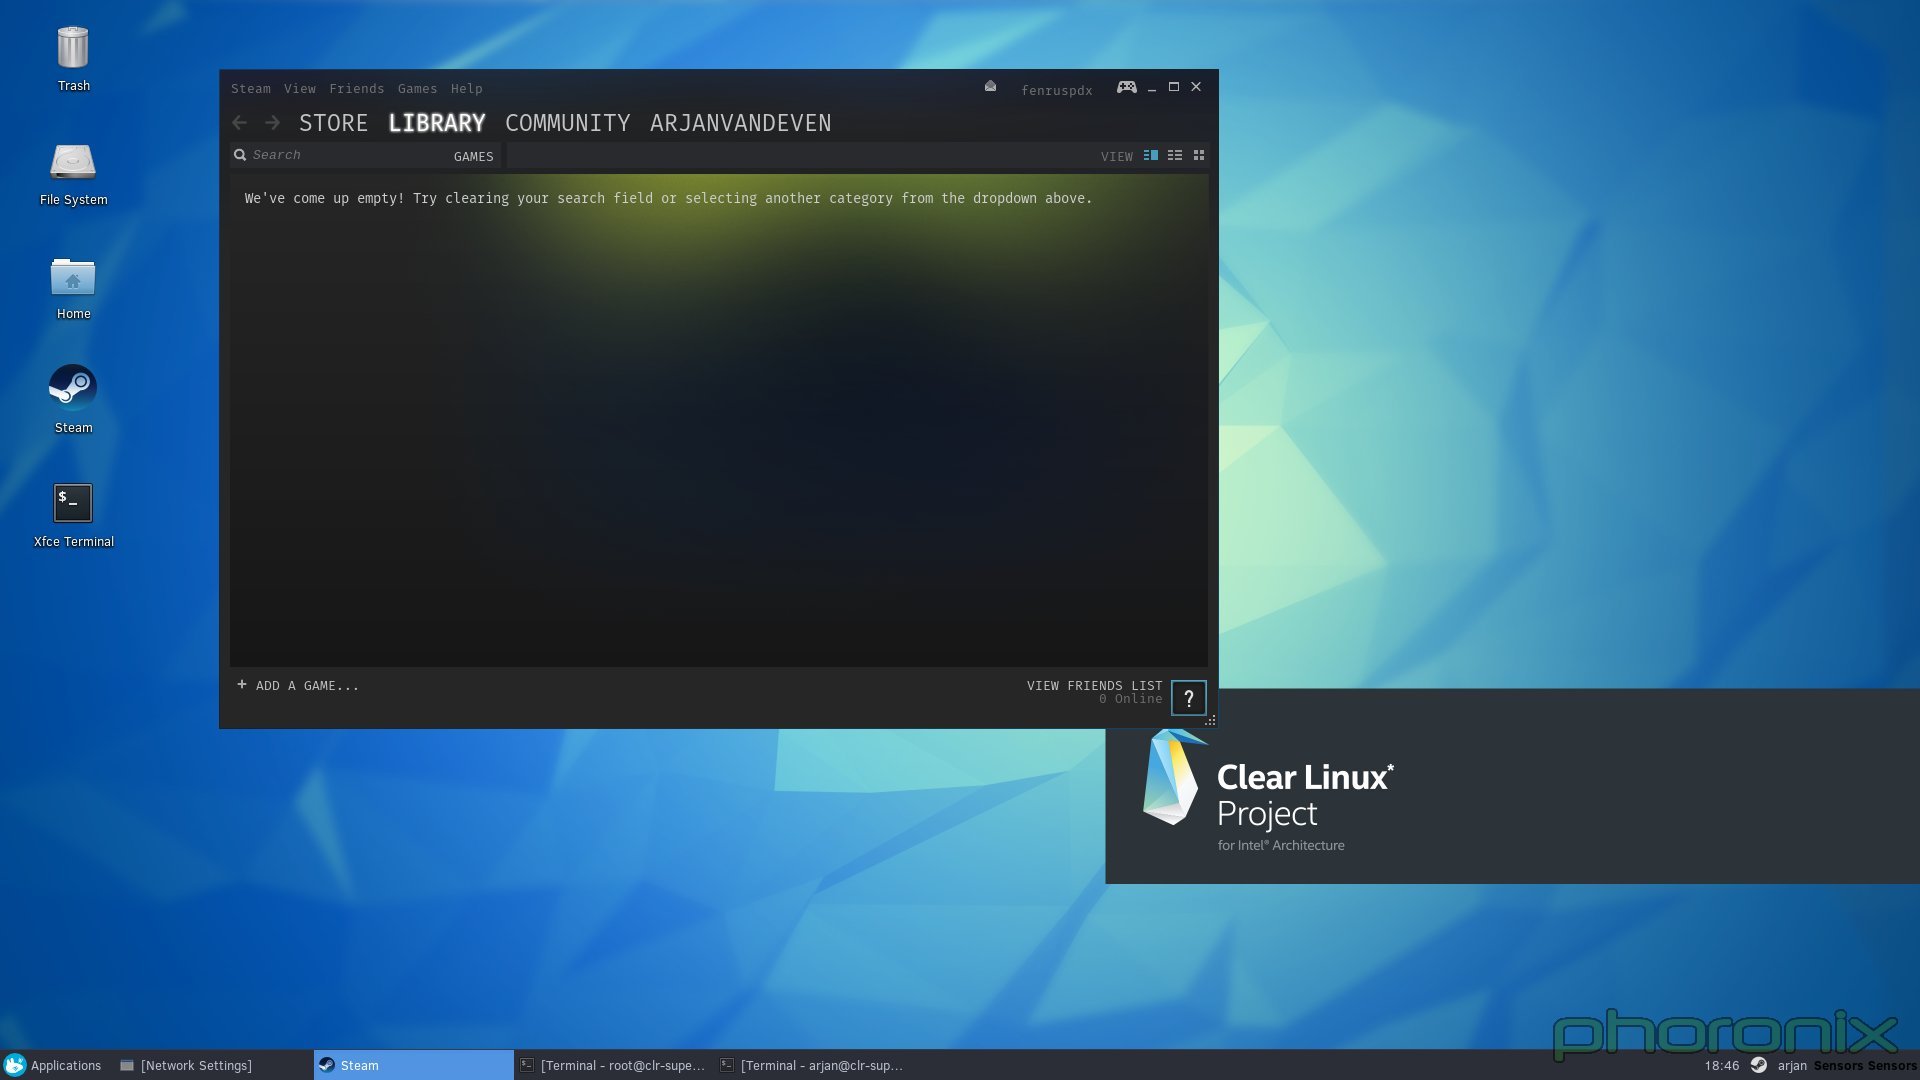 Trash
File System
Home
Steam
$_
Xfce Terminal
Steam View Friends Games Help
fenruspdx
STORE LIBRARY COMMUNITY ARJANVANDEVEN
Search GAMES VIEW
We've come up empty! Try clearing your search field or selecting another category from the dropdown above.
+ ADD A GAME...
VIEW FRIENDS LIST
0 Online
?
Clear Linux*
Project
for Intel® Architecture
phoronix
Applications [Network Settings] Steam [Terminal - root@clr-supe... [Terminal - arjan@clr-sup... 18:46 arjan Sensors Sensors